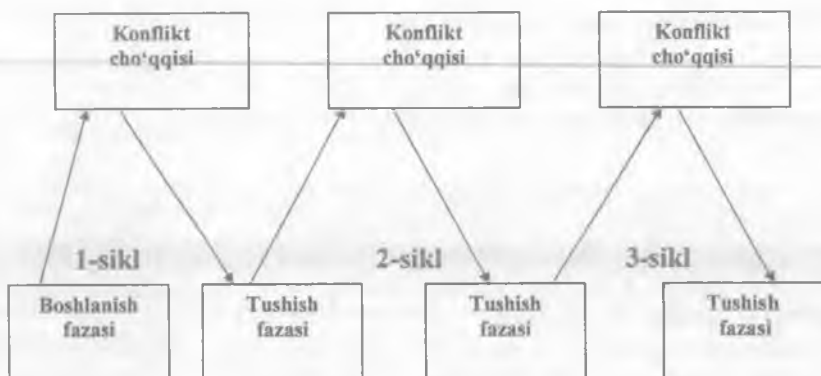 Konflikt
cho‘qqisi
Konflikt
cho‘qqisi
Konflikt
cho‘qqisi
1-sikl
2-sikl
3-sikl
Boshlanish
fazasi
Tushish
fazasi
Tushish
fazasi
Tushish
fazasi